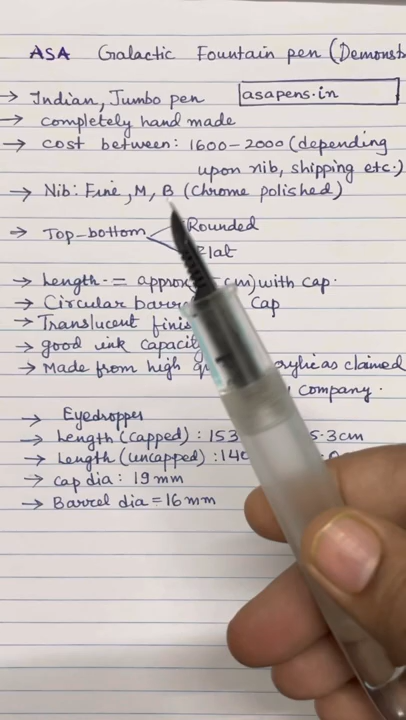 ASA Galactic Fountain pen (Demonst
→ Indian, Jumbo pen asapens.in
→ completely hand made
→ cost between: 1600-2000 (depending
upon nib, shipping etc.)
→ Nib: Fine, M, B (Chrome polished)
→ Top-bottom Rounded
Flat
→ Length = approx cm) with cap.
→ Circular Cap
→ Translucent
→ good ink capacity
→ Made from high as claimed
company.
→ Eyedropper
→ Length (capped): 153 5.3cm
→ Length (uncapped): 140
→ cap dia: 19mm
→ Barrel dia = 16mm